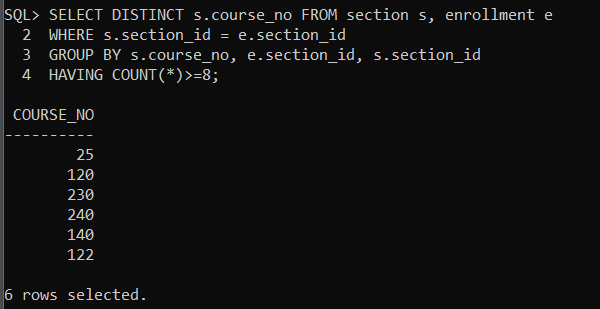 SQL> SELECT DISTINCT s.course_no FROM section s, enrollment e
  2  WHERE s.section_id = e.section_id
  3  GROUP BY s.course_no, e.section_id, s.section_id
  4  HAVING COUNT(*)>=8;

 COURSE_NO
----------
        25
       120
       230
       240
       140
       122

6 rows selected.